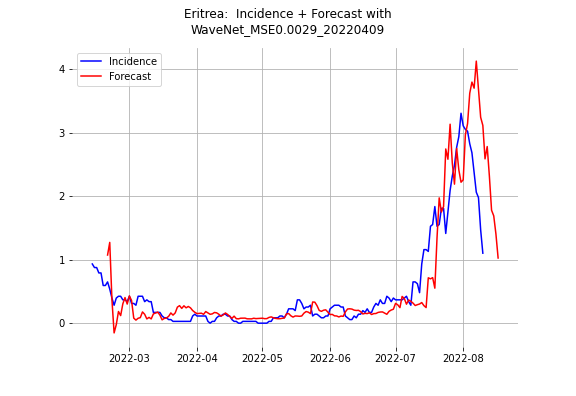 Eritrea:  Incidence + Forecast with
WaveNet_MSE0.0029_20220409
Incidence
Forecast
4
3
2
1
0
2022-03
2022-04
2022-05
2022-06
2022-07
2022-08